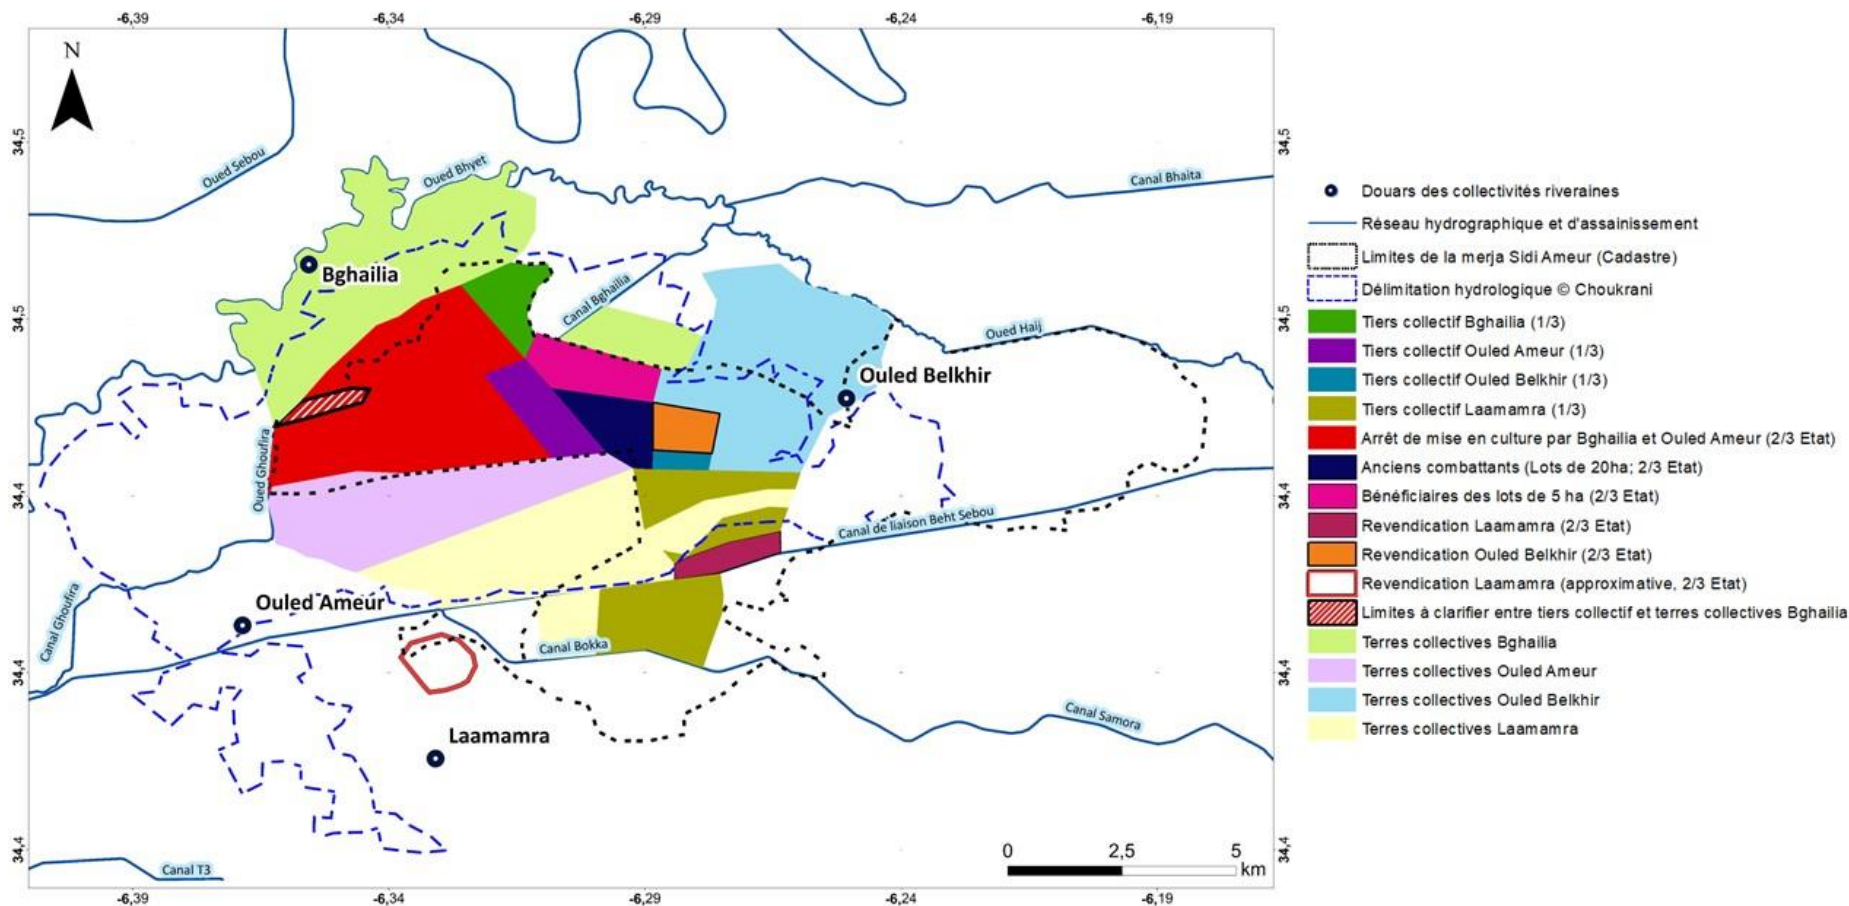 -6,39
-6,34
-6,29
-6,24
-6,19
N
34,5
34,5
Oued Sebou
Oued Bhyet
Canal Bhaita
Bghailia
Canal Bghailia
34,5
34,5
Oued Haij
Ouled Belkhir
Oued Ghoufira
34,4
34,4
Canal de liaison Beht Sebou
Canal Ghoufira
Ouled Ameur
Canal Bokka
34,4
34,4
Laamamra
Canal Samora
34,4
34,4
Canal T3
0
2,5
5
km
-6,39
-6,34
-6,29
-6,24
-6,19
Douars des collectivités riveraines
Réseau hydrographique et d'assainissement
Limites de la merja Sidi Ameur (Cadastre)
Délimitation hydrologique © Choukrani
Tiers collectif Bghailia (1/3)
Tiers collectif Ouled Ameur (1/3)
Tiers collectif Ouled Belkhir (1/3)
Tiers collectif Laamamra (1/3)
Arrêt de mise en culture par Bghailia et Ouled Ameur (2/3 Etat)
Anciens combattants (Lots de 20ha; 2/3 Etat)
Bénéficiaires des lots de 5 ha (2/3 Etat)
Revendication Laamamra (2/3 Etat)
Revendication Ouled Belkhir (2/3 Etat)
Revendication Laamamra (approximative, 2/3 Etat)
Limites à clarifier entre tiers collectif et terres collectives Bghailia
Terres collectives Bghailia
Terres collectives Ouled Ameur
Terres collectives Ouled Belkhir
Terres collectives Laamamra